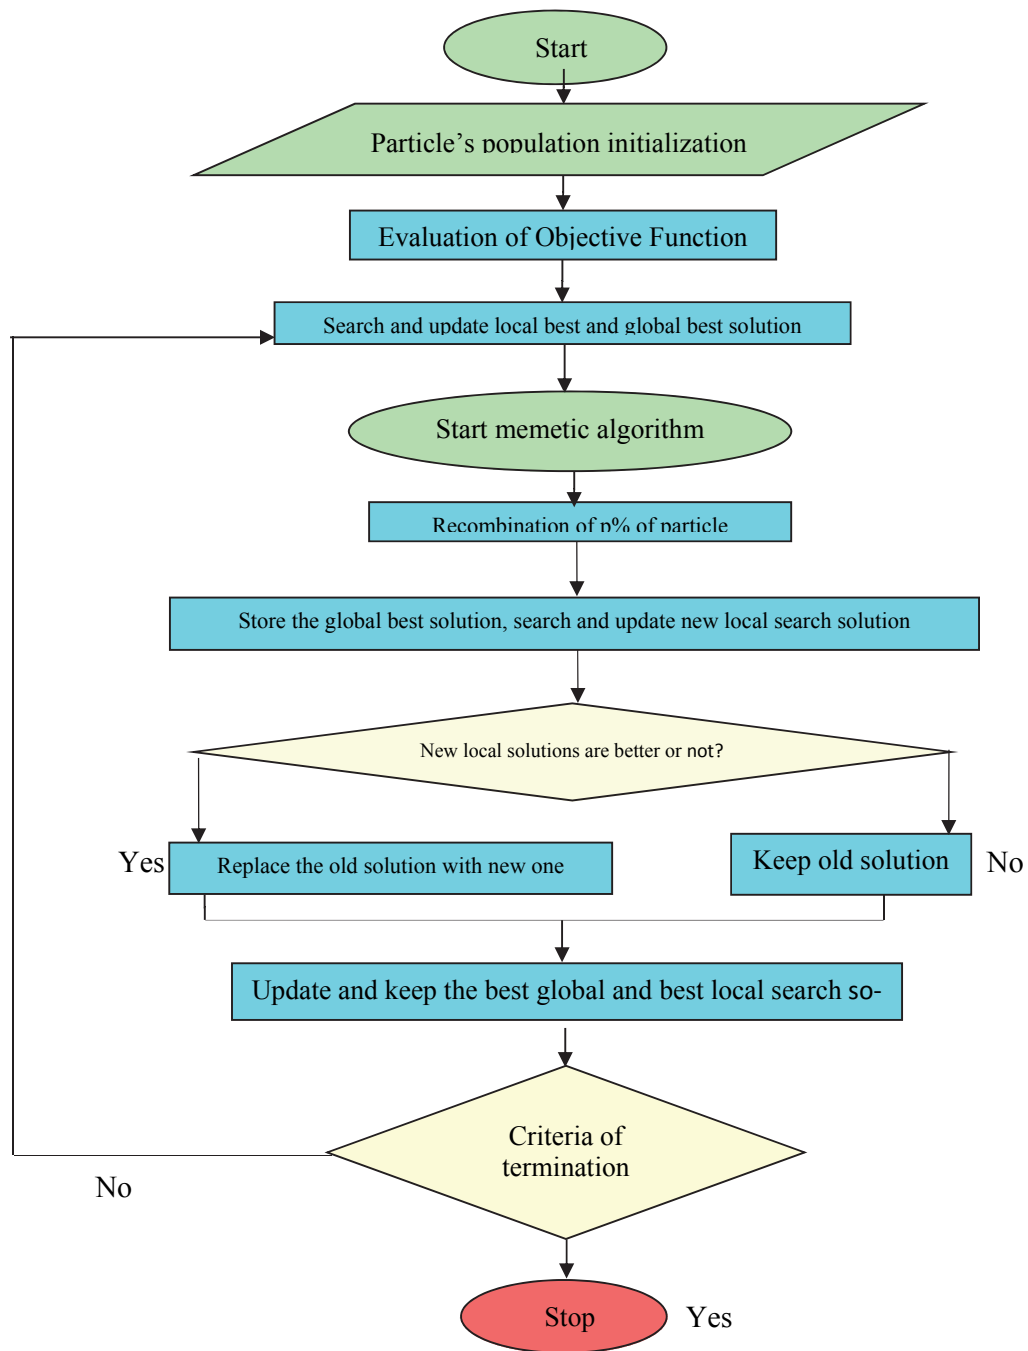 Start
Particle's population initialization
Evaluation of Objective Function
Search and update local best and global best solution
Start memetic algorithm
Recombination of p% of particle
Store the global best solution, search and update new local search solution
New local solutions are better or not?
Yes
Replace the old solution with new one
Keep old solution
No
Update and keep the best global and best local search so-
Criteria of
termination
No
Stop
Yes